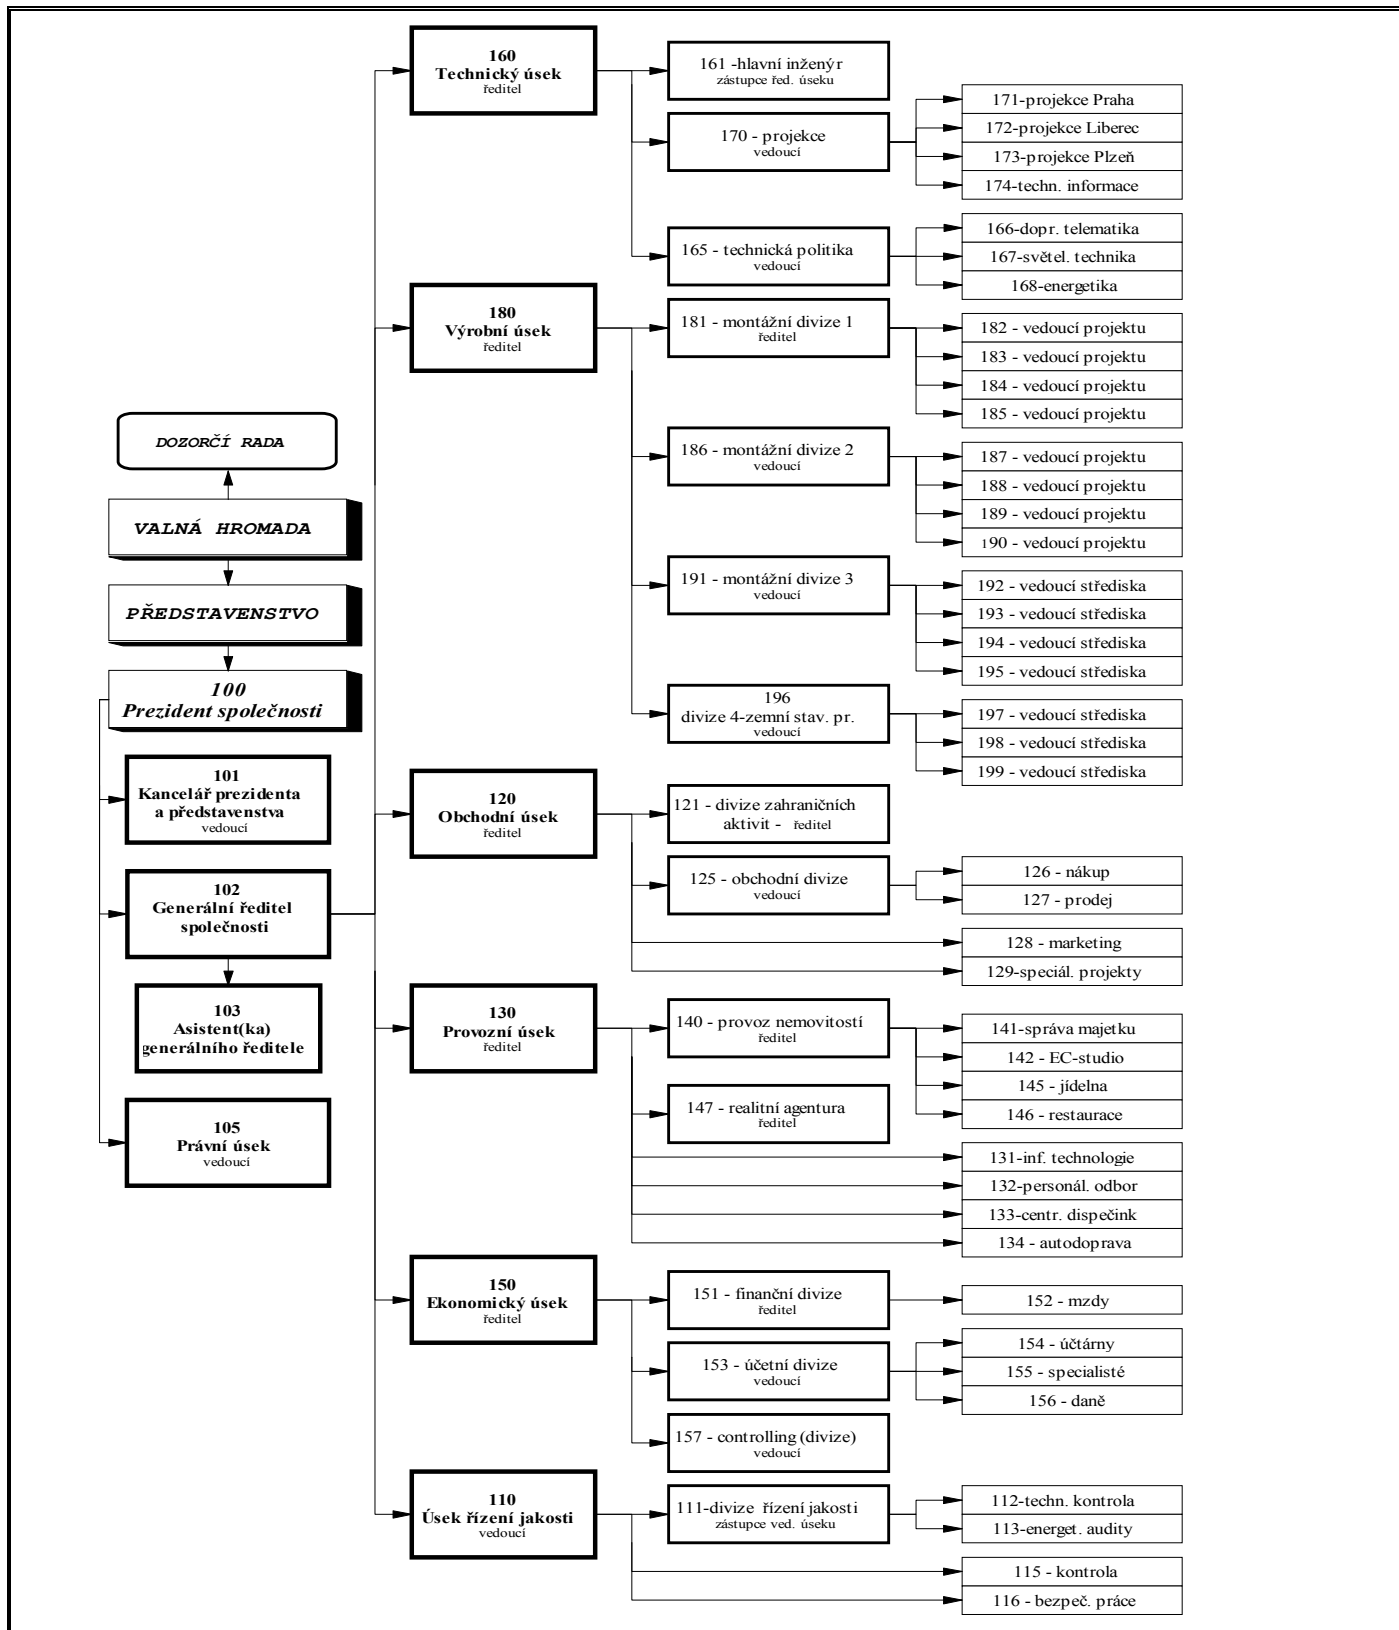 DOZORČÍ RADA
VALNÁ HROMADA
PŘEDSTAVENSTVO
100
Prezident společnosti
101
Kancelář prezidenta
a představenstva
vedoucí
102
Generální ředitel
společnosti
103
Asistent(ka)
generálního ředitele
105
Právní úsek
vedoucí
160
Technický úsek
ředitel
161 -hlavní inženýr
zástupce řed. úseku
170 - projekce
vedoucí
171-projekce Praha
172-projekce Liberec
173-projekce Plzeň
174-techn. informace
165 - technická politika
vedoucí
166-dopr. telematika
167-světel. technika
168-energetika
180
Výrobní úsek
ředitel
181 - montážní divize 1
ředitel
182 - vedoucí projektu
183 - vedoucí projektu
184 - vedoucí projektu
185 - vedoucí projektu
186 - montážní divize 2
vedoucí
187 - vedoucí projektu
188 - vedoucí projektu
189 - vedoucí projektu
190 - vedoucí projektu
191 - montážní divize 3
vedoucí
192 - vedoucí střediska
193 - vedoucí střediska
194 - vedoucí střediska
195 - vedoucí střediska
196
divize 4-zemní stav. pr.
vedoucí
197 - vedoucí střediska
198 - vedoucí střediska
199 - vedoucí střediska
120
Obchodní úsek
ředitel
121 - divize zahraničních
aktivit - ředitel
125 - obchodní divize
vedoucí
126 - nákup
127 - prodej
128 - marketing
129-speciál. projekty
130
Provozní úsek
ředitel
140 - provoz nemovitostí
ředitel
141-správa majetku
142 - EC-studio
145 - jídelna
146 - restaurace
147 - realitní agentura
ředitel
131-inf. technologie
132-personál. odbor
133-centr. dispečink
134 - autodoprava
150
Ekonomický úsek
ředitel
151 - finanční divize
ředitel
152 - mzdy
153 - účetní divize
vedoucí
154 - účtárny
155 - specialisté
156 - daně
157 - controlling (divize)
vedoucí
110
Úsek řízení jakosti
vedoucí
111-divize řízení jakosti
zástupce ved. úseku
112-techn. kontrola
113-energet. audity
115 - kontrola
116 - bezpeč. práce